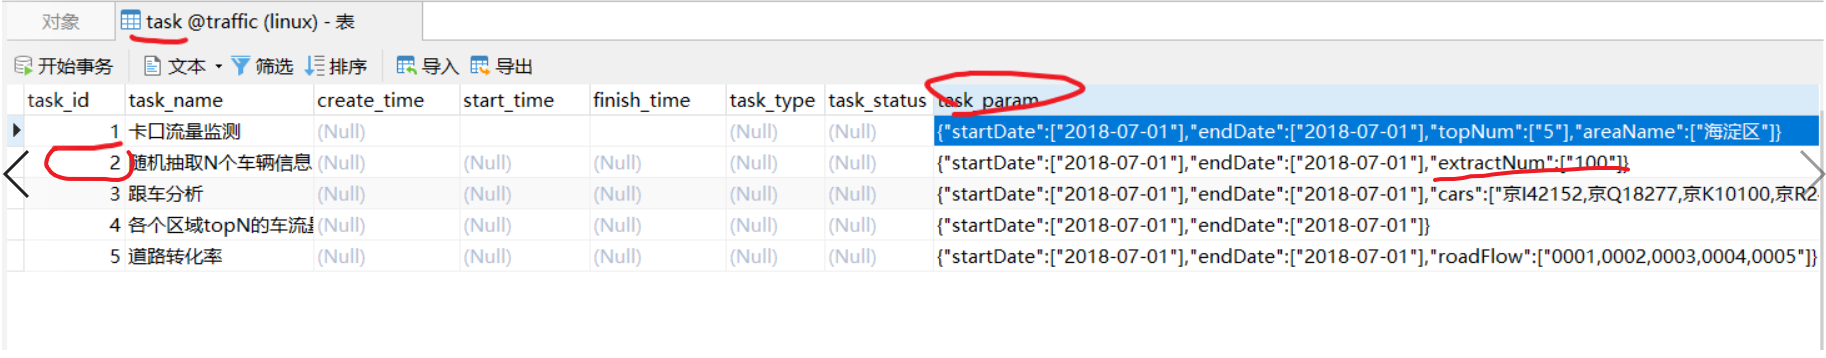 对象 task @traffic (linux) - 表
开始事务 文本 筛选 排序 导入 导出
task_id task_name create_time start_time finish_time task_type task_status task_param
1 卡口流量监测 (Null) (Null) (Null) {"startDate":["2018-07-01"],"endDate":["2018-07-01"],"topNum":["5"],"areaName":["海淀区"]}
2 随机抽取N个车辆信息 (Null) (Null) (Null) (Null) (Null) {"startDate":["2018-07-01"],"endDate":["2018-07-01"],"extractNum":["100"]}
3 跟车分析 (Null) (Null) (Null) (Null) (Null) {"startDate":["2018-07-01"],"endDate":["2018-07-01"],"cars":["京I42152,京Q18277,京K10100,京R2
4 各个区域topN的车流 (Null) (Null) (Null) (Null) (Null) {"startDate":["2018-07-01"],"endDate":["2018-07-01"]}
5 道路转化率 (Null) (Null) (Null) (Null) (Null) {"startDate":["2018-07-01"],"endDate":["2018-07-01"],"roadFlow":["0001,0002,0003,0004,0005"]}